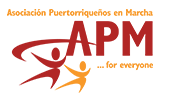 Asociación Puertorriqueños en Marcha
APM
... for everyone